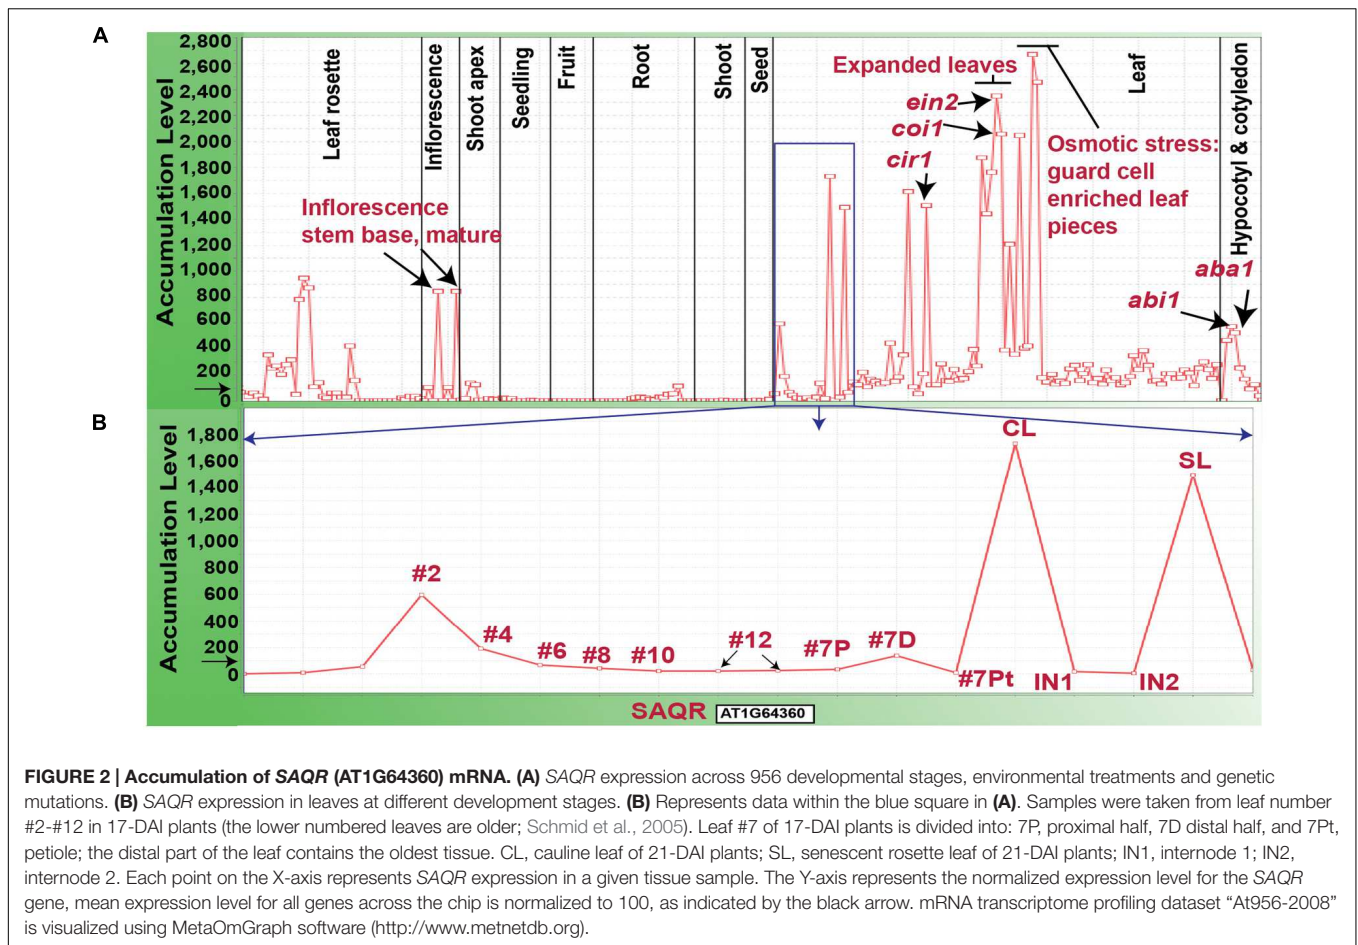 A
Accumulation Level
2,800
2,600
2,400
2,200
2,000
1,800
1,600
1,400
1,200
1,000
800
600
400
200
0
Leaf rosette
Inflorescence
Shoot apex
Seedling
Fruit
Root
Shoot
Seed
Leaf
Hypocotyl & cotyledon
Expanded leaves
ein2
coi1
cir1
Osmotic stress:
guard cell
enriched leaf
pieces
Inflorescence
stem base, mature
aba1
abi1
B
Accumulation Level
1,800
1,600
1,400
1,200
1,000
800
600
400
200
0
#2
#4
#6
#8
#10
#12
#7P
#7D
#7Pt
CL
IN1
SL
IN2
SAQR AT1G64360
FIGURE 2 | Accumulation of SAQR (AT1G64360) mRNA. (A) SAQR expression across 956 developmental stages, environmental treatments and genetic
mutations. (B) SAQR expression in leaves at different development stages. (B) Represents data within the blue square in (A). Samples were taken from leaf number
#2-#12 in 17-DAI plants (the lower numbered leaves are older; Schmid et al., 2005). Leaf #7 of 17-DAI plants is divided into: 7P, proximal half, 7D distal half, and 7Pt,
petiole; the distal part of the leaf contains the oldest tissue. CL, cauline leaf of 21-DAI plants; SL, senescent rosette leaf of 21-DAI plants; IN1, internode 1; IN2,
internode 2. Each point on the X-axis represents SAQR expression in a given tissue sample. The Y-axis represents the normalized expression level for the SAQR
gene, mean expression level for all genes across the chip is normalized to 100, as indicated by the black arrow. mRNA transcriptome profiling dataset “At956-2008”
is visualized using MetaOmGraph software (http://www.metnetdb.org).